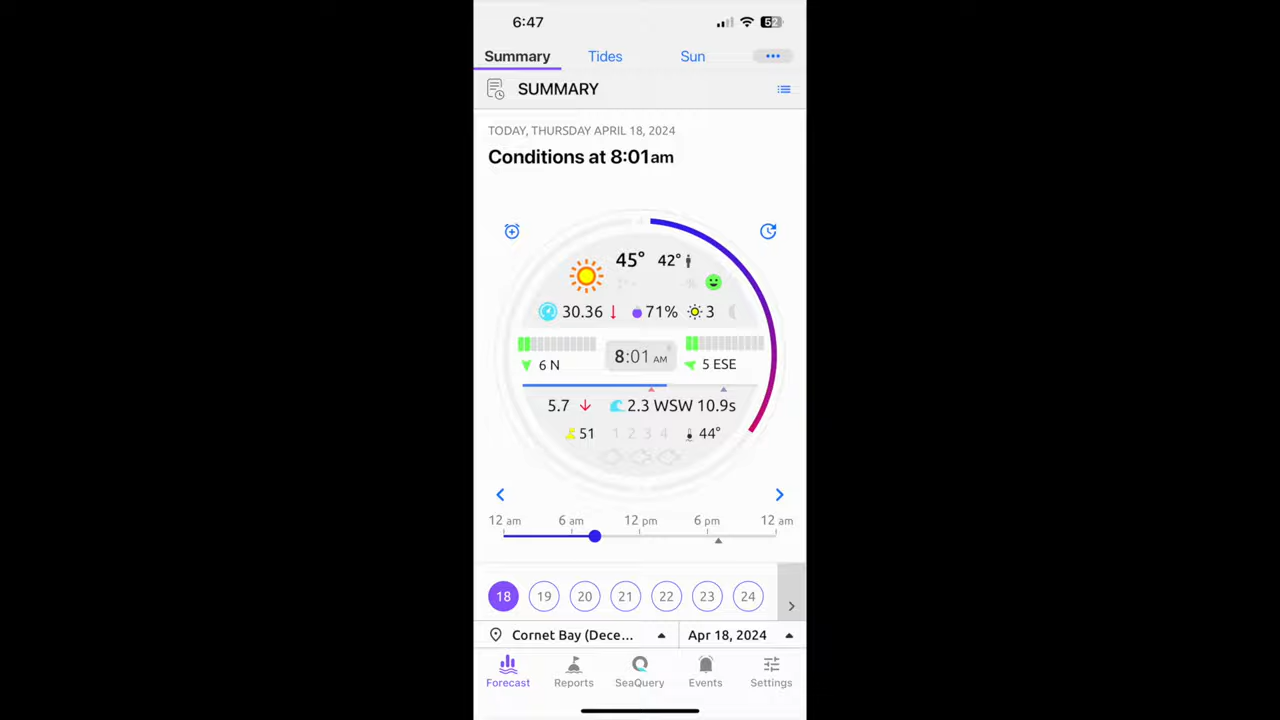 6:47 52
Summary Tides Sun
SUMMARY
TODAY, THURSDAY APRIL 18, 2024
Conditions at 8:01am
45° 42°
30.36 71% 3
6 N 8:01 AM 5 ESE
5.7 2.3 WSW 10.9s
51 1 2 3 4 44°
12 am 6 am 12 pm 6 pm 12 am
18 19 20 21 22 23 24
Cornet Bay (Dece... Apr 18, 2024
Forecast Reports SeaQuery Events Settings